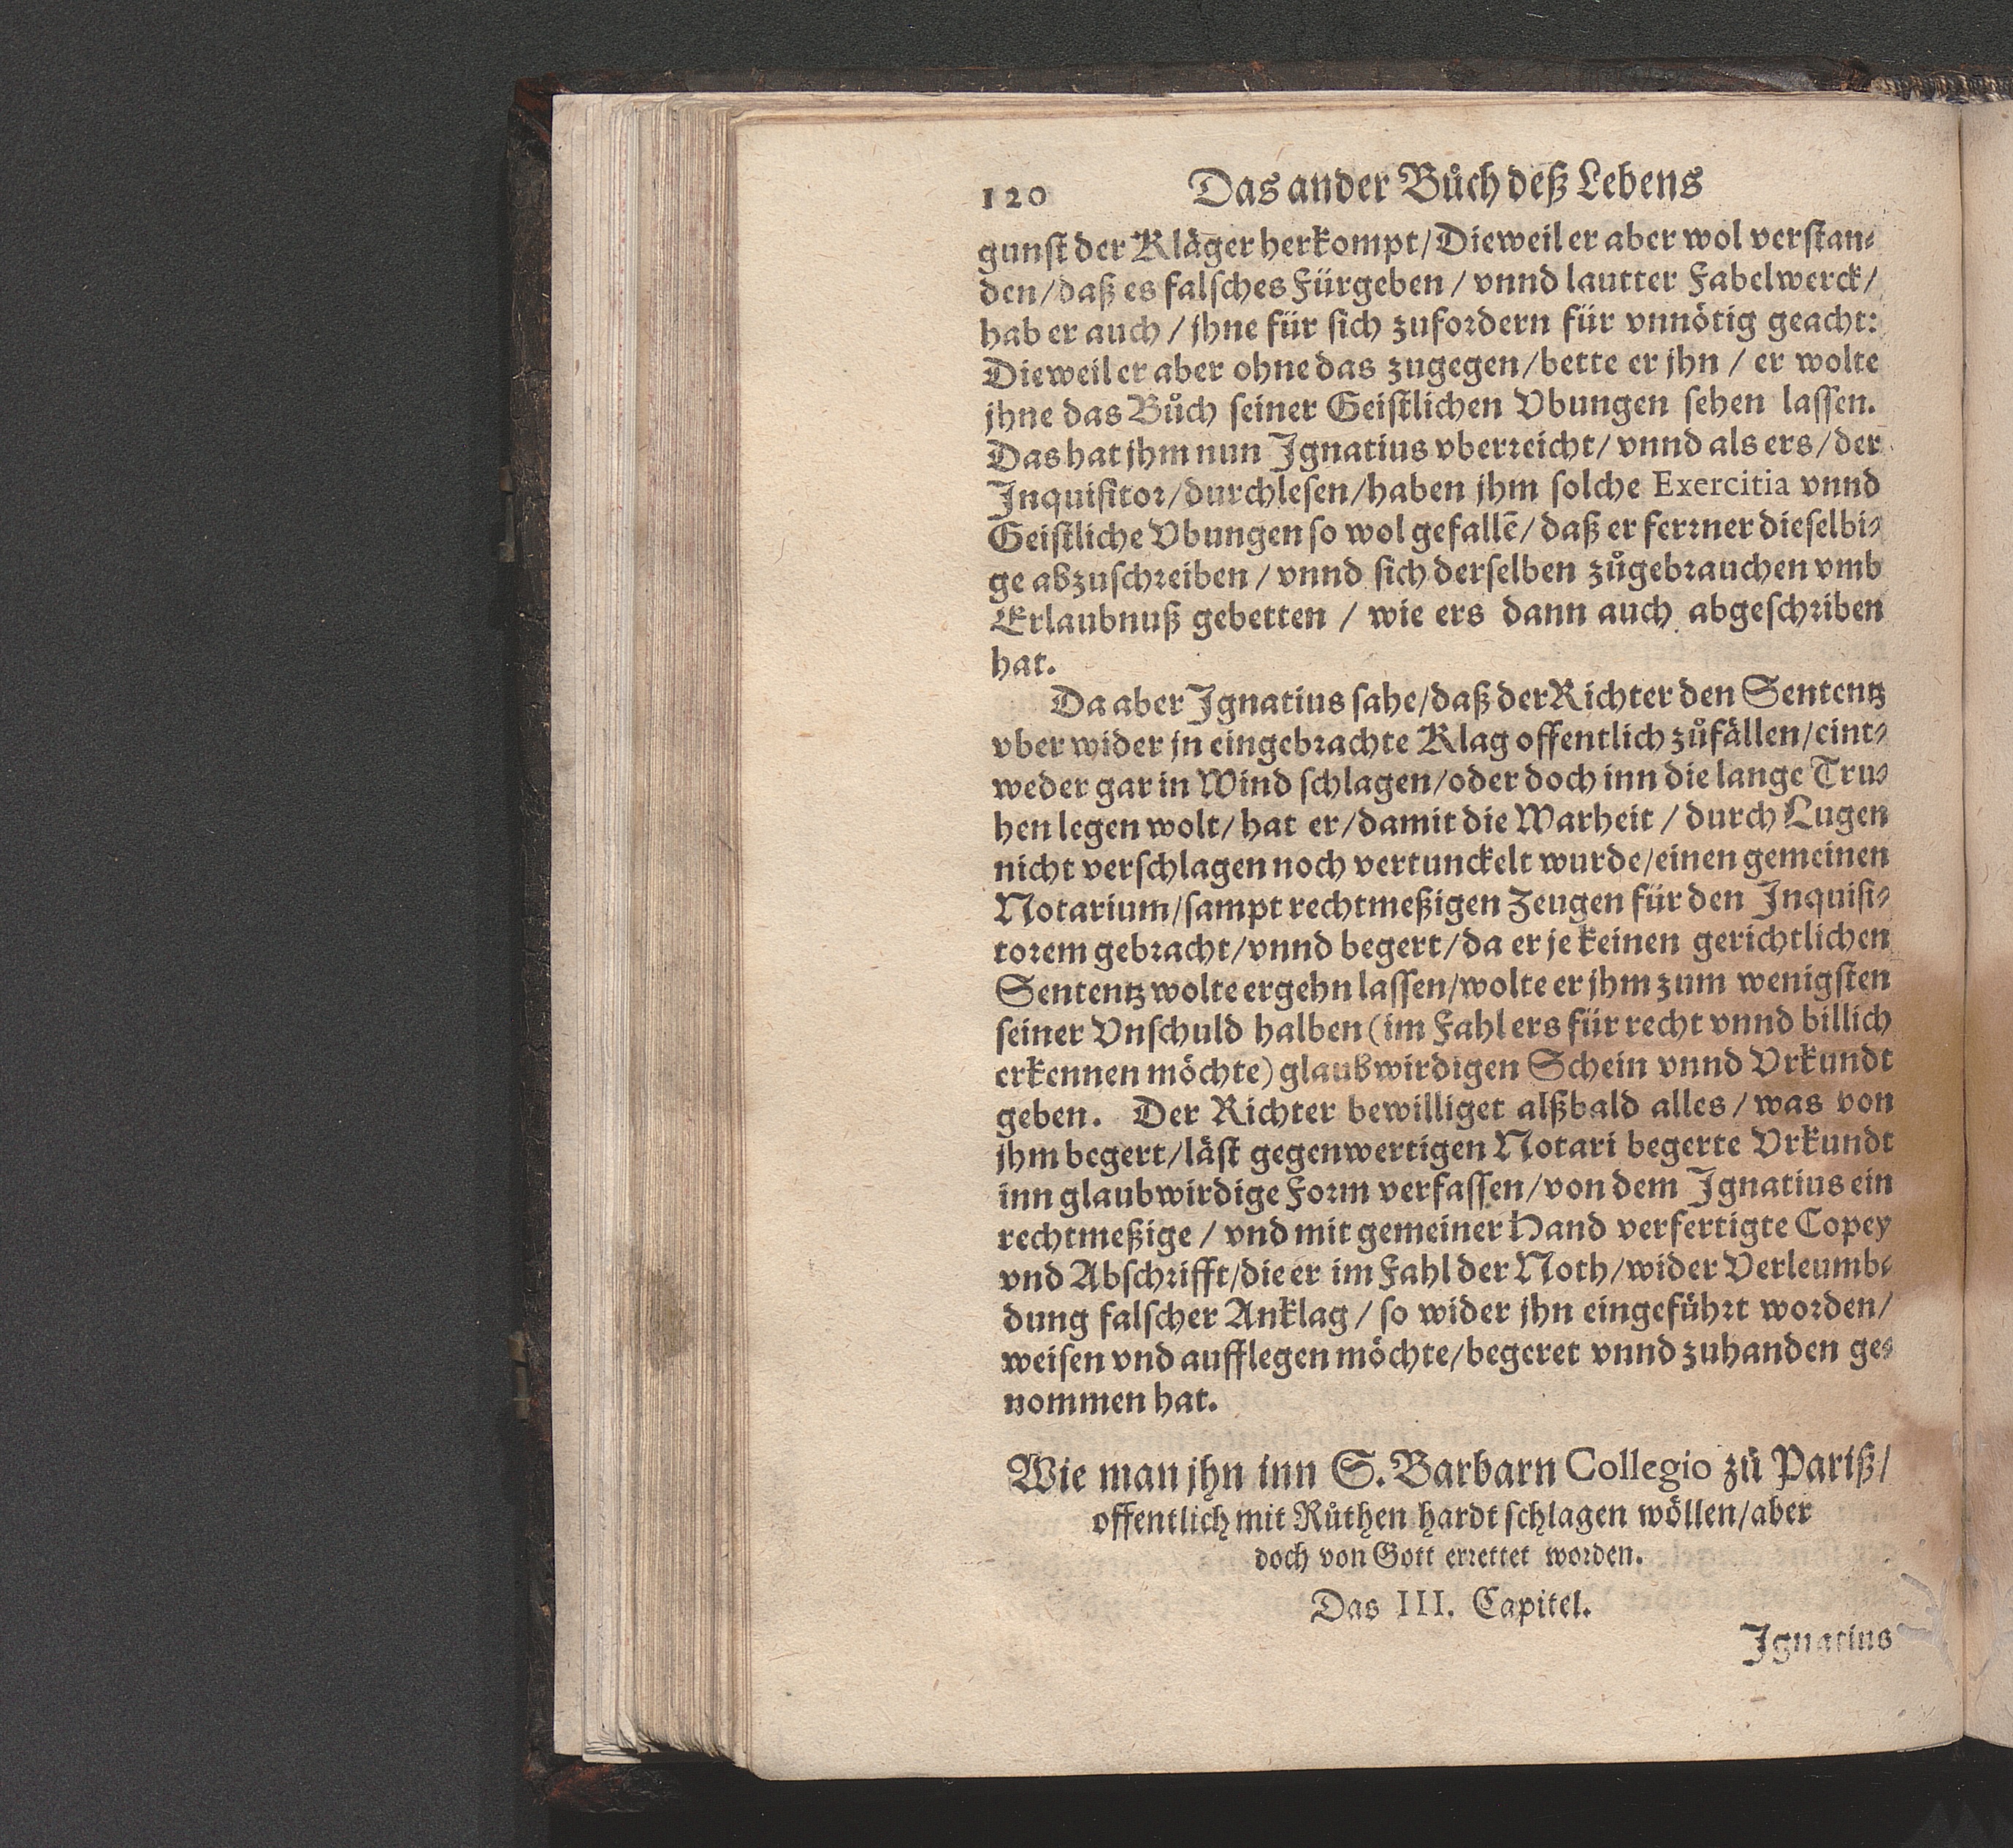 120 Das ander Bůch deß Lebens
gunſt der Kläger herkompt/ Dieweil er aber wol verſtan⸗
den/ daß es falſches Fürgeben/ vnnd lautter Fabelwerck/
hab er auch/ jhne für ſich zufordern für vnnötig geacht:
Dieweil er aber ohne das zugegen/ bette er jhn/ er wolte
jhne das Bůch ſeiner Geiſtlichen Vbungen ſehen laſſen.
Das hat jhm nun Ignatius vberreicht/ vnnd als ers/ der
Inquiſitor/ durchleſen/ haben jhm ſolche Exercitia vnnd
Geiſtliche Vbungen ſo wol gefallē/ daß er ferrner dieſelbi⸗
ge abzuſchreiben/ vnnd ſich derſelben zůgebrauchen vmb
Erlaubnuß gebetten/ wie ers dann auch abgeſchriben
hat.
Da aber Ignatius ſahe/ daß der Richter den Sententz
vber wider jn eingebrachte Klag offentlich zůfällen/ eint⸗
weder gar in Wind ſchlagen/ oder doch inn die lange Tru⸗
hen legen wolt/ hat er/ damit die Warheit/ durch Lugen
nicht verſchlagen noch vertunckelt wurde/ einen gemeinen
Notarium/ ſampt rechtmeßigen Zeugen für den Inquiſi⸗
torem gebracht/ vnnd begert/ da er je keinen gerichtlichen
Sententz wolte ergehn laſſen/ wolte er jhm zum wenigſten
ſeiner Vnſchuld halben (im Fahl ers für recht vnnd billich
erkennen möchte) glaubwirdigen Schein vnnd Vrkundt
geben. Der Richter bewilliget alßbald alles/ was von
jhm begert/ läſt gegenwertigen Notari begerte Vrkundt
inn glaubwirdige Form verfaſſen/ von dem Ignatius ein
rechtmeßige/ vnd mit gemeiner Hand verfertigte Copey
vnd Abſchrifft/ die er im Fahl der Noth/ wider Verleumb⸗
dung falſcher Anklag/ ſo wider jhn eingeführt worden/
weiſen vnd aufflegen möchte/ begeret vnnd zuhanden ge⸗
nommen hat.
Wie man jhn inn S. Barbarn Collegio zů Pariß/
offentlich mit Růthen hardt ſchlagen wöllen/ aber
doch von Gott errettet worden.
Das III. Capitel.
Ignatius